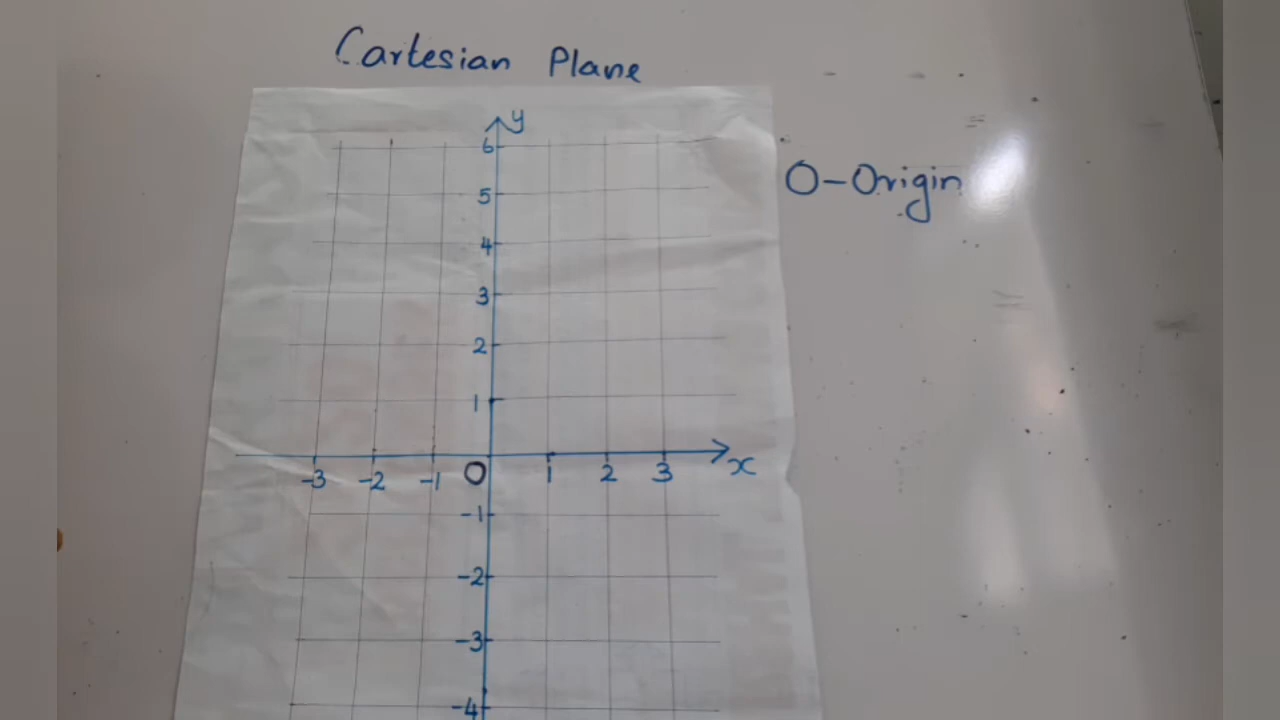 Cartesian Plane
y
6
5
4
3
2
1
-3 -2 -1 O 1 2 3 x
-1
-2
-3
-4
O-Origin